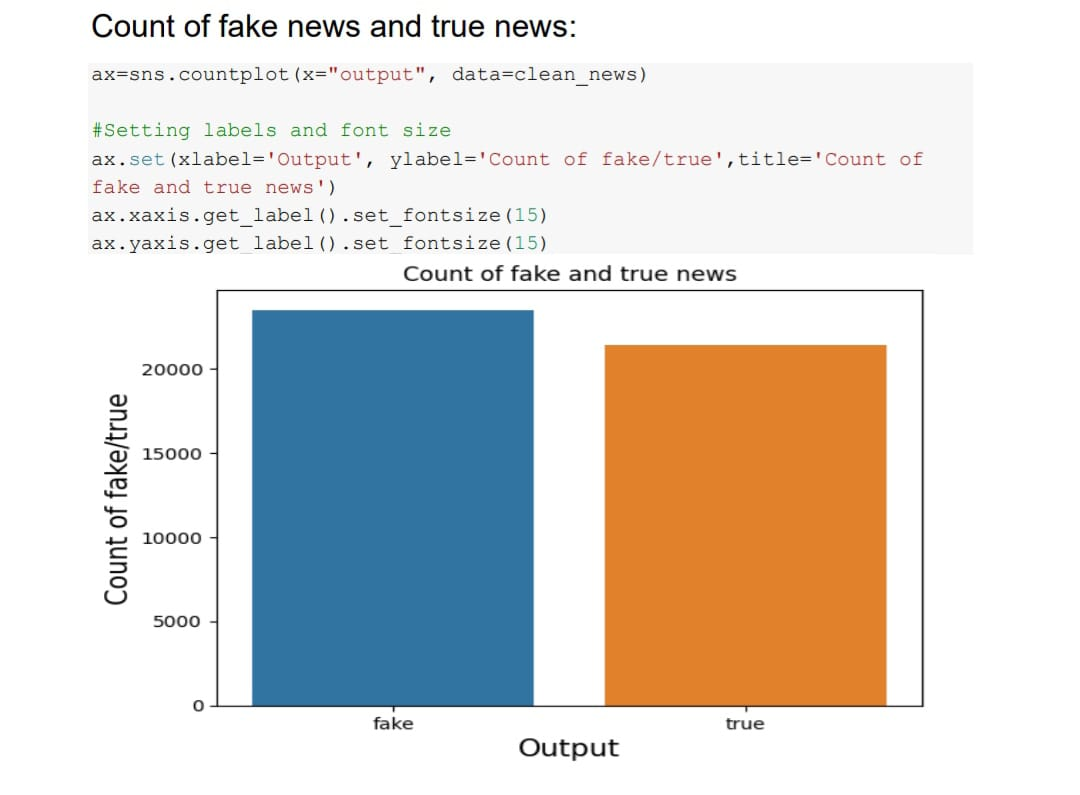 Count of fake news and true news:
ax=sns.countplot(x="output", data=clean_news)
#Setting labels and font size
ax.set(xlabel='Output', ylabel='Count of fake/true',title='Count of
fake and true news')
ax.xaxis.get_label().set_fontsize(15)
ax.yaxis.get_label().set_fontsize(15)
Count of fake and true news
Count of fake/true
20000
15000
10000
5000
0
fake true
Output